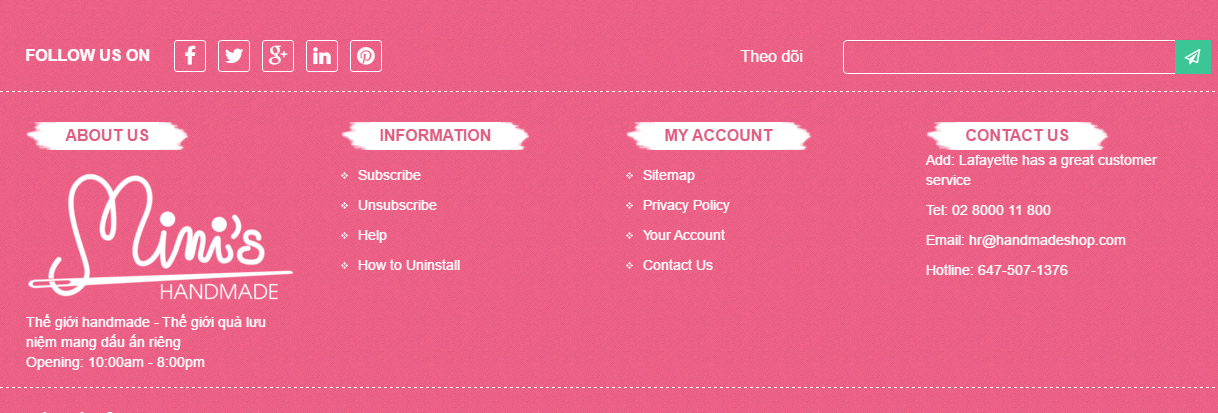 FOLLOW US ON
Theo dõi
ABOUT US
Mini's
HANDMADE
Thế giới handmade - Thế giới quà lưu
niệm mang dấu ấn riêng
Opening: 10:00am - 8:00pm
INFORMATION
Subscribe
Unsubscribe
Help
How to Uninstall
MY ACCOUNT
Sitemap
Privacy Policy
Your Account
Contact Us
CONTACT US
Add: Lafayette has a great customer
service
Tel: 02 8000 11 800
Email: hr@handmadeshop.com
Hotline: 647-507-1376